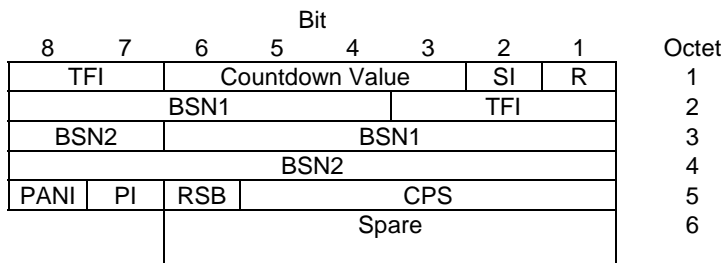 Bit
8 7 6 5 4 3 2 1 Octet
TFI Countdown Value SI R 1
BSN1 TFI 2
BSN2 BSN1 3
BSN2 4
PANI PI RSB CPS 5
Spare 6